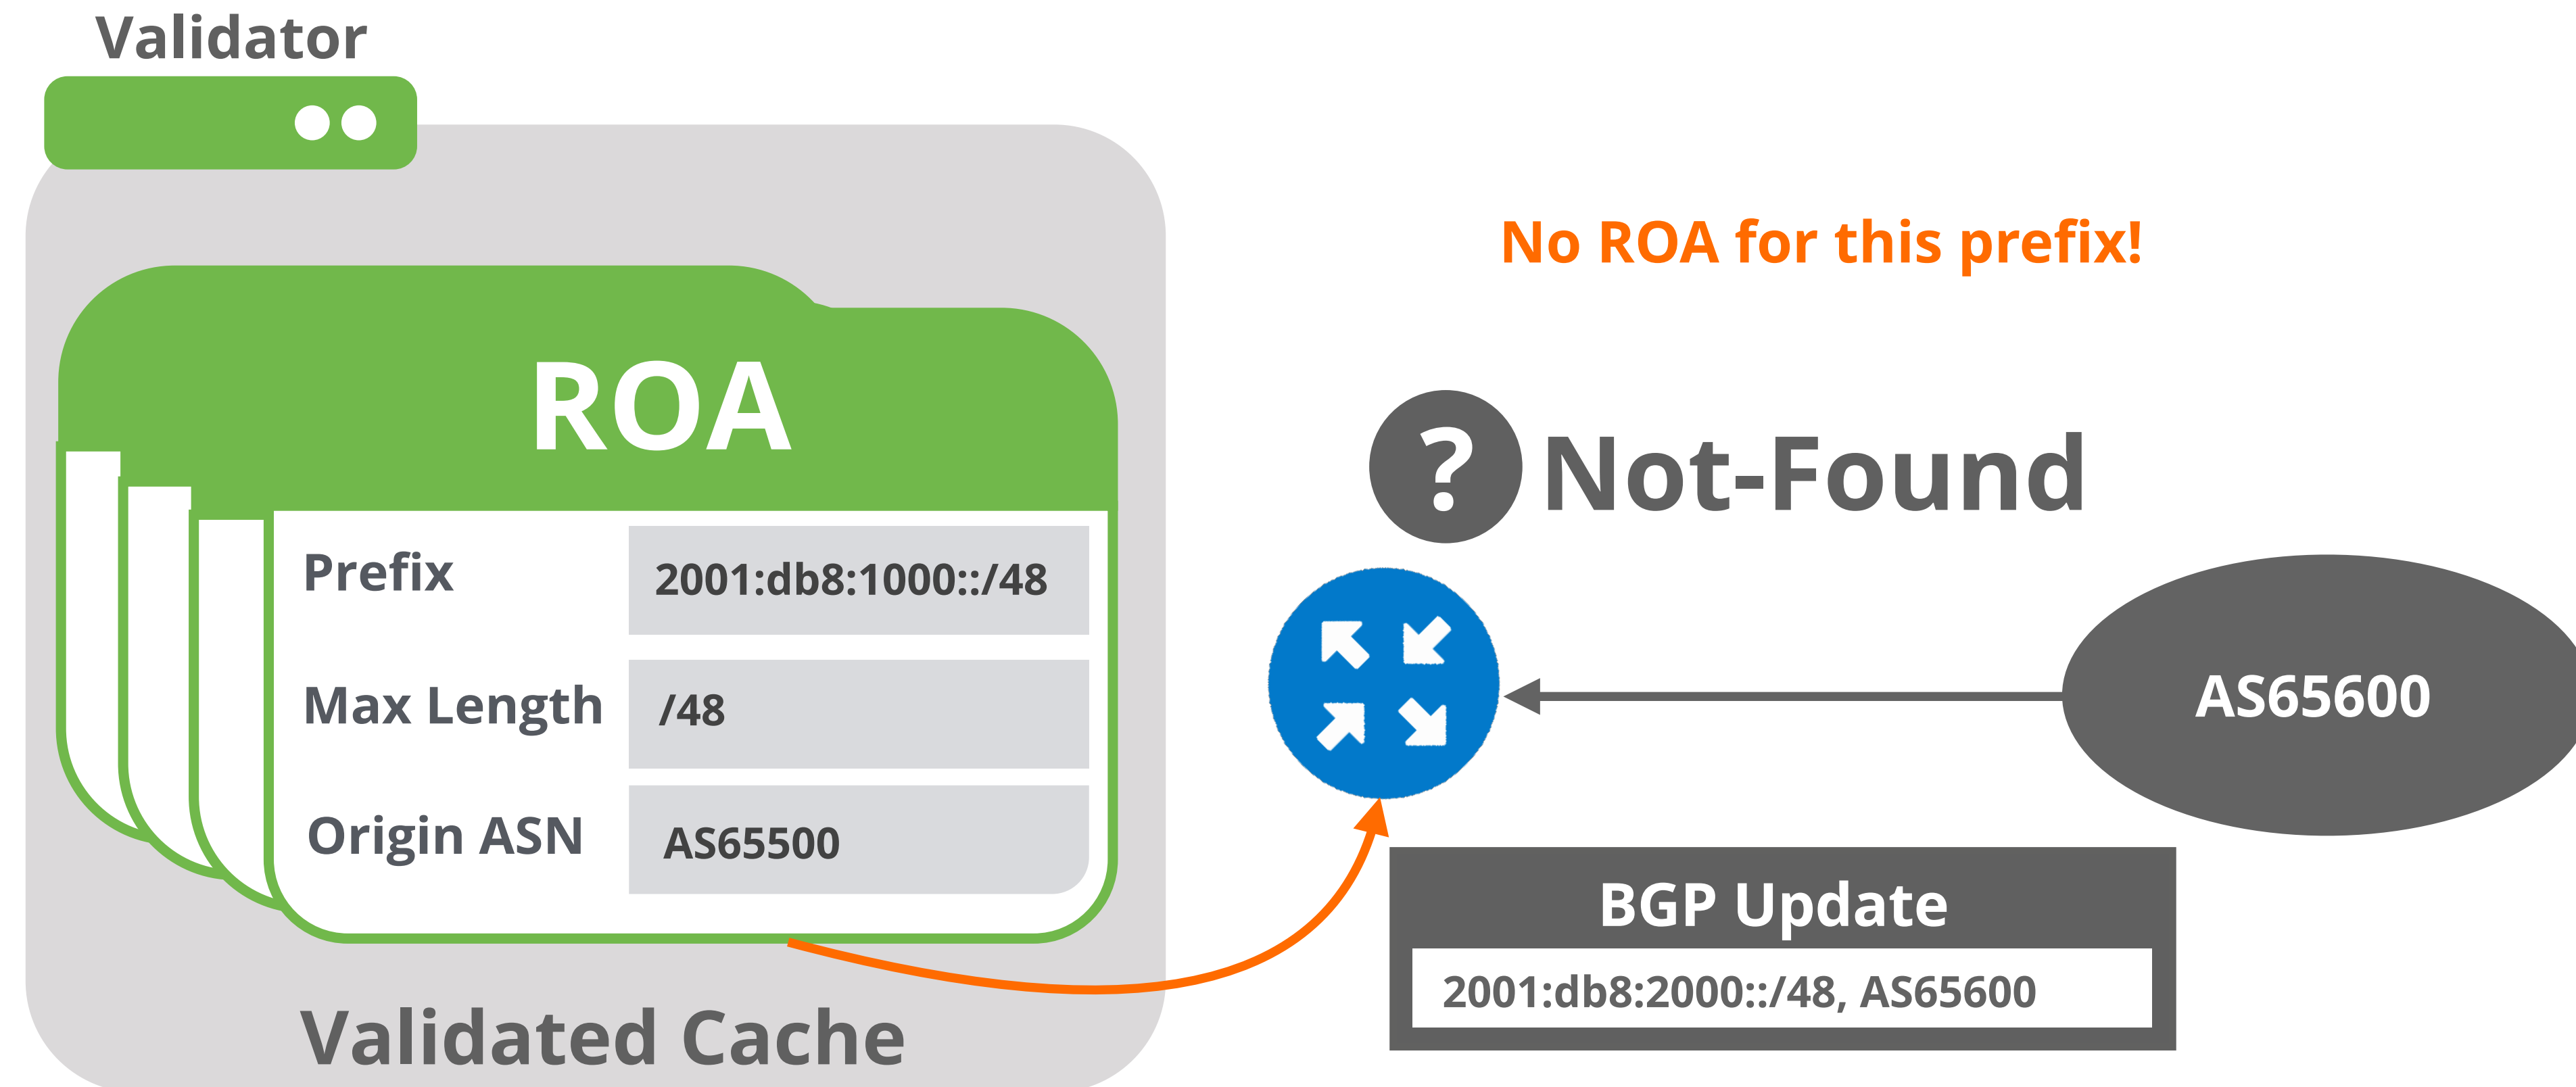 Validator
ROA
Prefix 2001:db8:1000::/48
Max Length /48
Origin ASN AS65500
Validated Cache
No ROA for this prefix!
? Not-Found
AS65600
BGP Update
2001:db8:2000::/48, AS65600